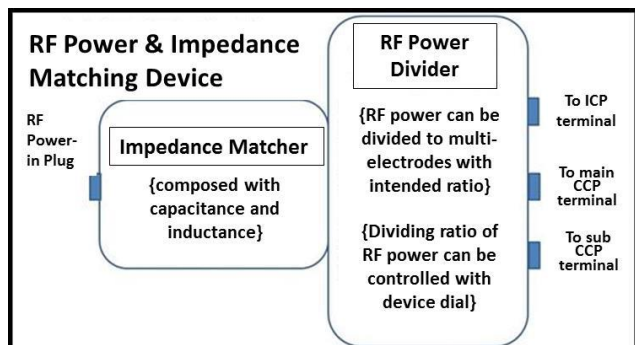 RF Power & Impedance
Matching Device
RF
Power-
in Plug
Impedance Matcher
{composed with
capacitance and
inductance}
RF Power
Divider
{RF power can be
divided to multi-
electrodes with
intended ratio}
{Dividing ratio of
RF power can be
controlled with
device dial}
To ICP
terminal
To main
CCP
terminal
To sub
CCP
terminal